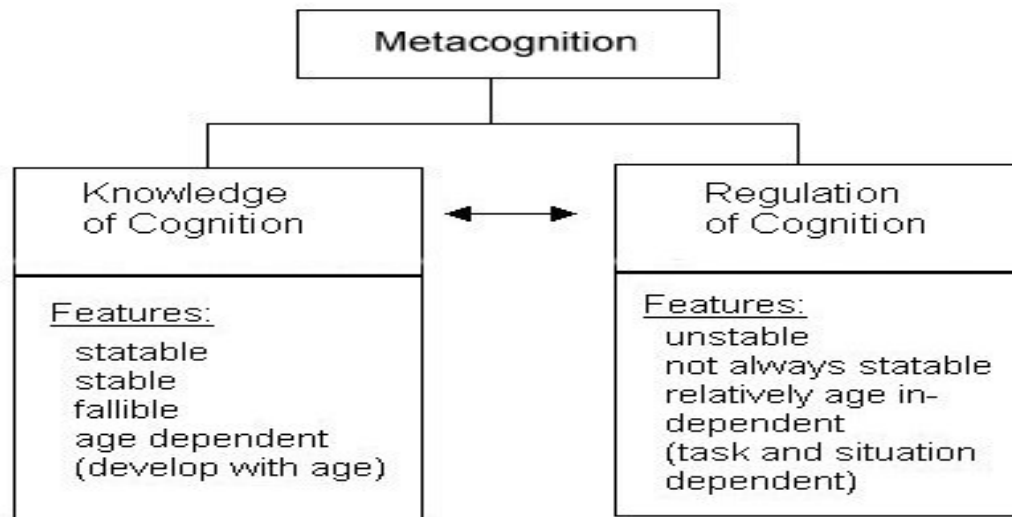 Metacognition
Knowledge
of Cognition
Features:
statable
stable
fallible
age dependent
(develop with age)
Regulation
of Cognition
Features:
unstable
not always statable
relatively age in-
dependent
(task and situation
dependent)